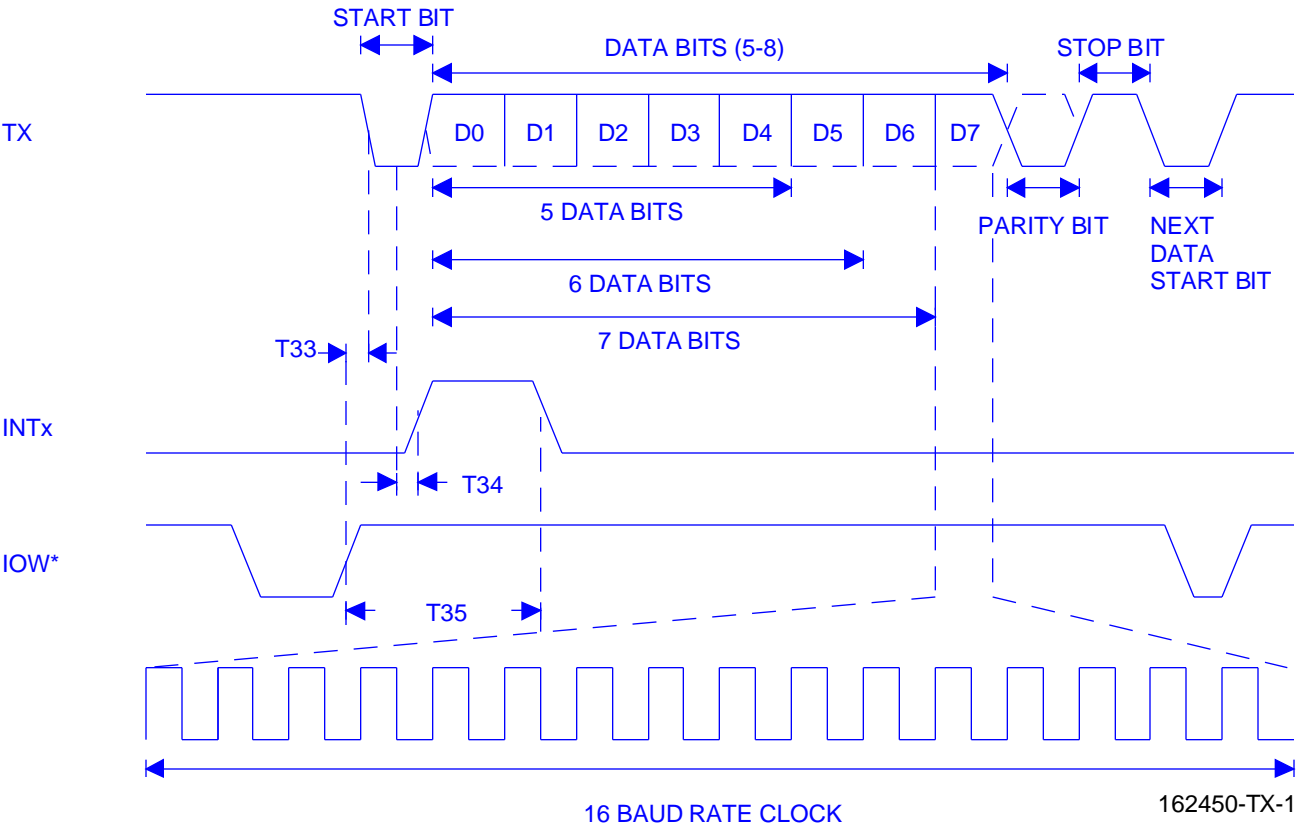 START BIT
DATA BITS (5-8)
STOP BIT
TX
D0 D1 D2 D3 D4 D5 D6 D7
5 DATA BITS
PARITY BIT
NEXT
DATA
START BIT
6 DATA BITS
7 DATA BITS
T33
INTx
T34
IOW*
T35
16 BAUD RATE CLOCK
162450-TX-1